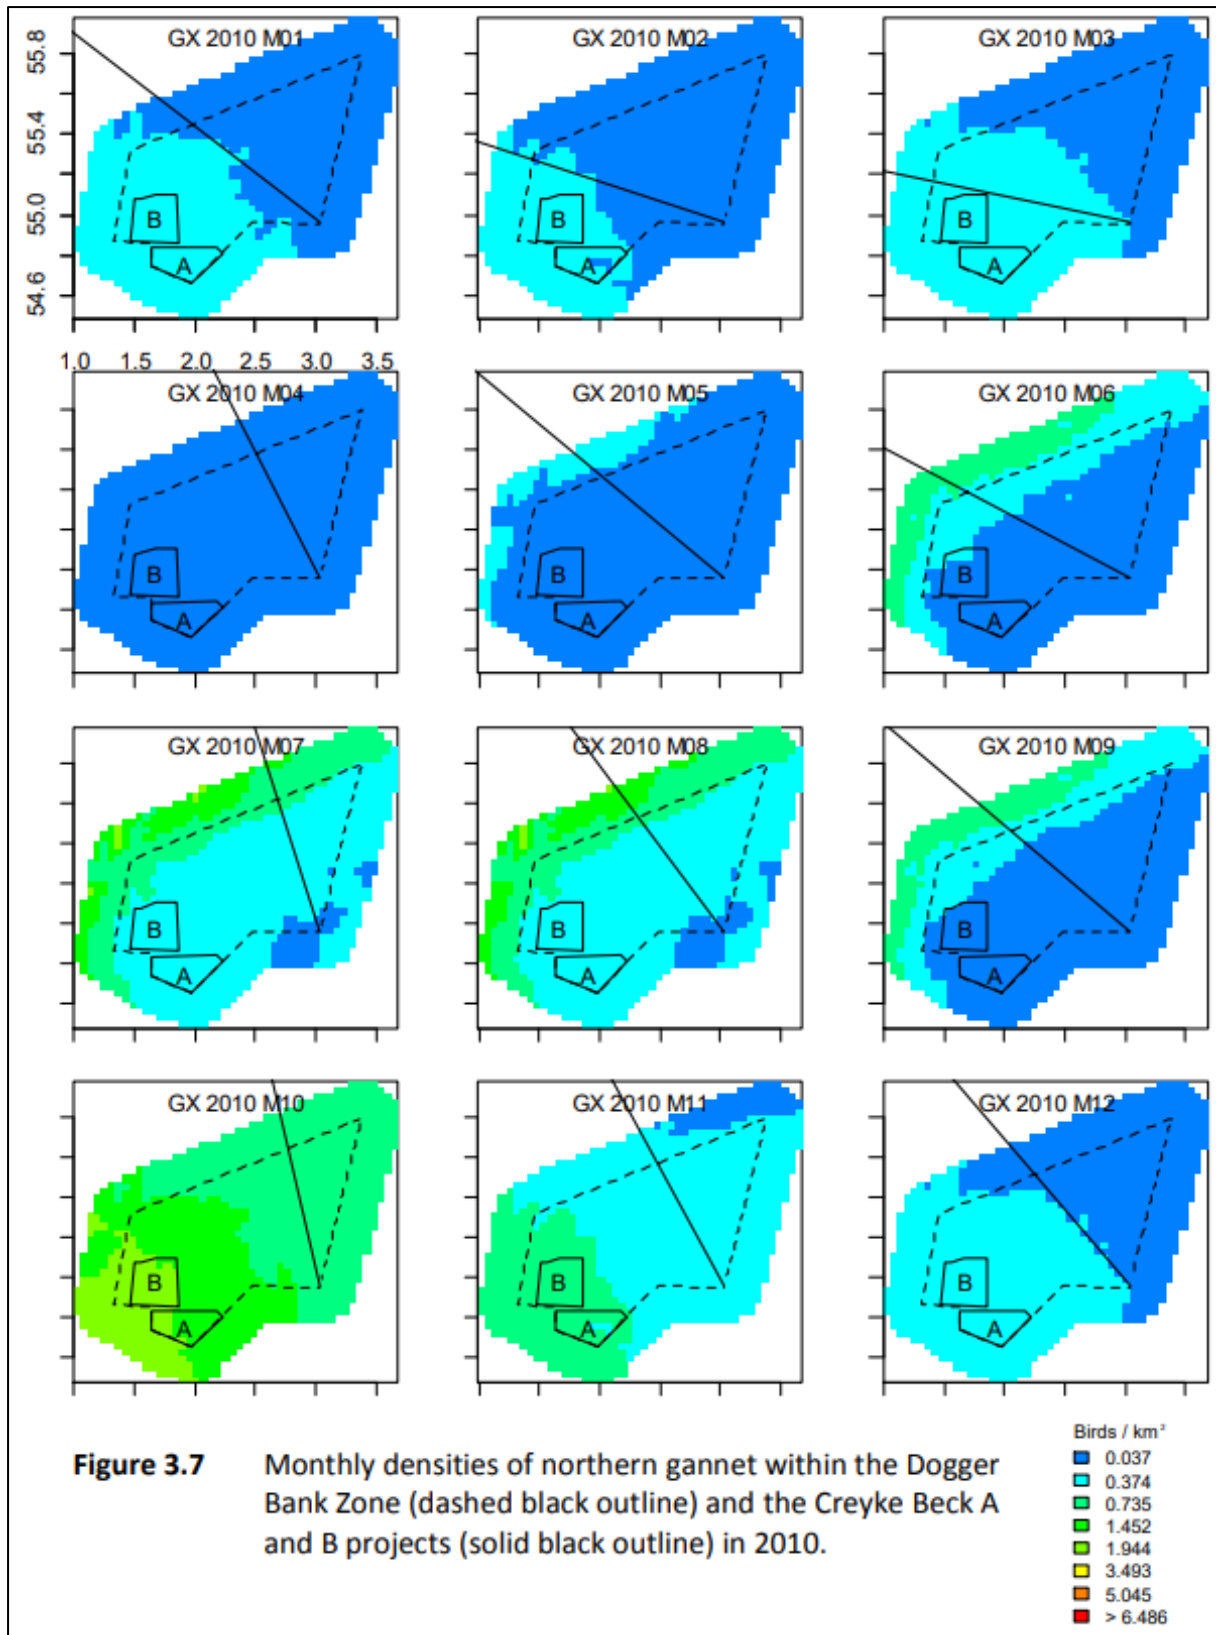 GX 2010 M01
GX 2010 M02
GX 2010 M03
55.8
55.4
55.0
54.6
B
A
B
A
B
A
1.0 1.5 2.0 2.5 3.0 3.5
GX 2010 M04
GX 2010 M05
GX 2010 M06
B
A
B
A
B
A
GX 2010 M07
GX 2010 M08
GX 2010 M09
B
A
B
A
B
A
GX 2010 M10
GX 2010 M11
GX 2010 M12
B
A
B
A
B
A
Figure 3.7 Monthly densities of northern gannet within the Dogger
Bank Zone (dashed black outline) and the Creyke Beck A
and B projects (solid black outline) in 2010.
Birds / km²
0.037
0.374
0.735
1.452
1.944
3.493
5.045
> 6.486